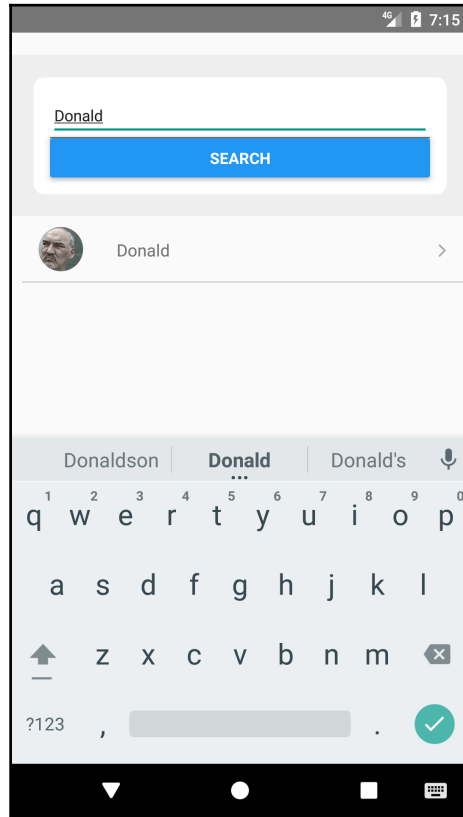 4G 7:15
Donald
SEARCH
Donald
Donaldson Donald Donald's
1 2 3 4 5 6 7 8 9 0
q w e r t y u i o p
a s d f g h j k l
z x c v b n m
?123 , .